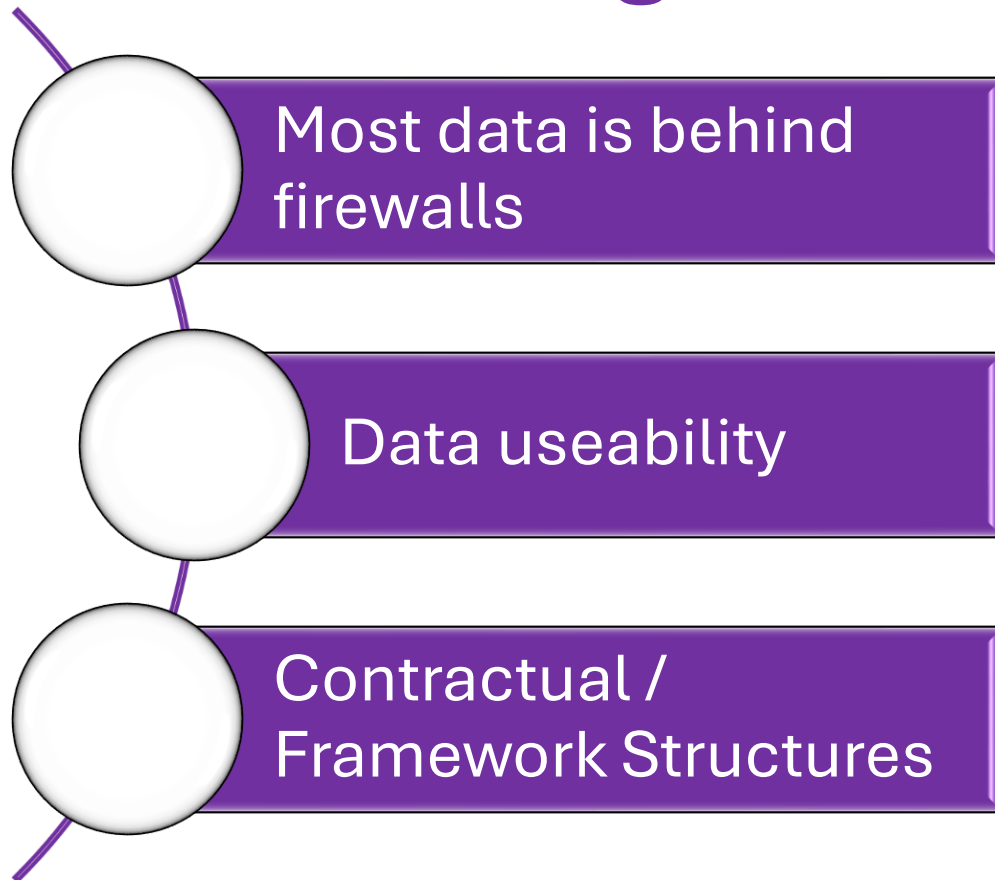 Most data is behind
firewalls
Data useability
Contractual /
Framework Structures